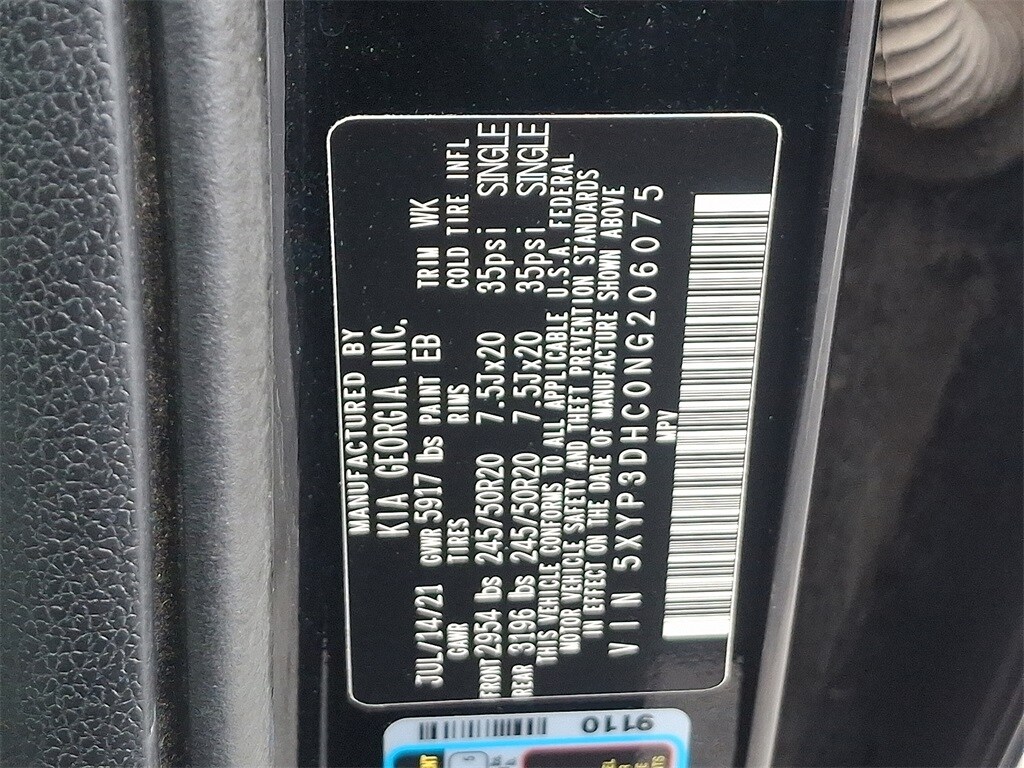 MANUFACTURED BY
KIA GEORGIA. INC.
JUL/14/21 GVWR 5917 lbs PAINT EB TRIM WK
GAWR TIRES RIMS COLD TIRE INFL
FRONT 2954 lbs 245/50R20 7.5Jx20 35psi SINGLE
REAR 3196 lbs 245/50R20 7.5Jx20 35psi SINGLE
THIS VEHICLE CONFORMS TO ALL APPLICABLE U.S.A. FEDERAL
MOTOR VEHICLE SAFETY AND THEFT PREVENTION STANDARDS
IN EFFECT ON THE DATE OF MANUFACTURE SHOWN ABOVE
VIN 5XYP3DHC0NG206075
MPV
9110